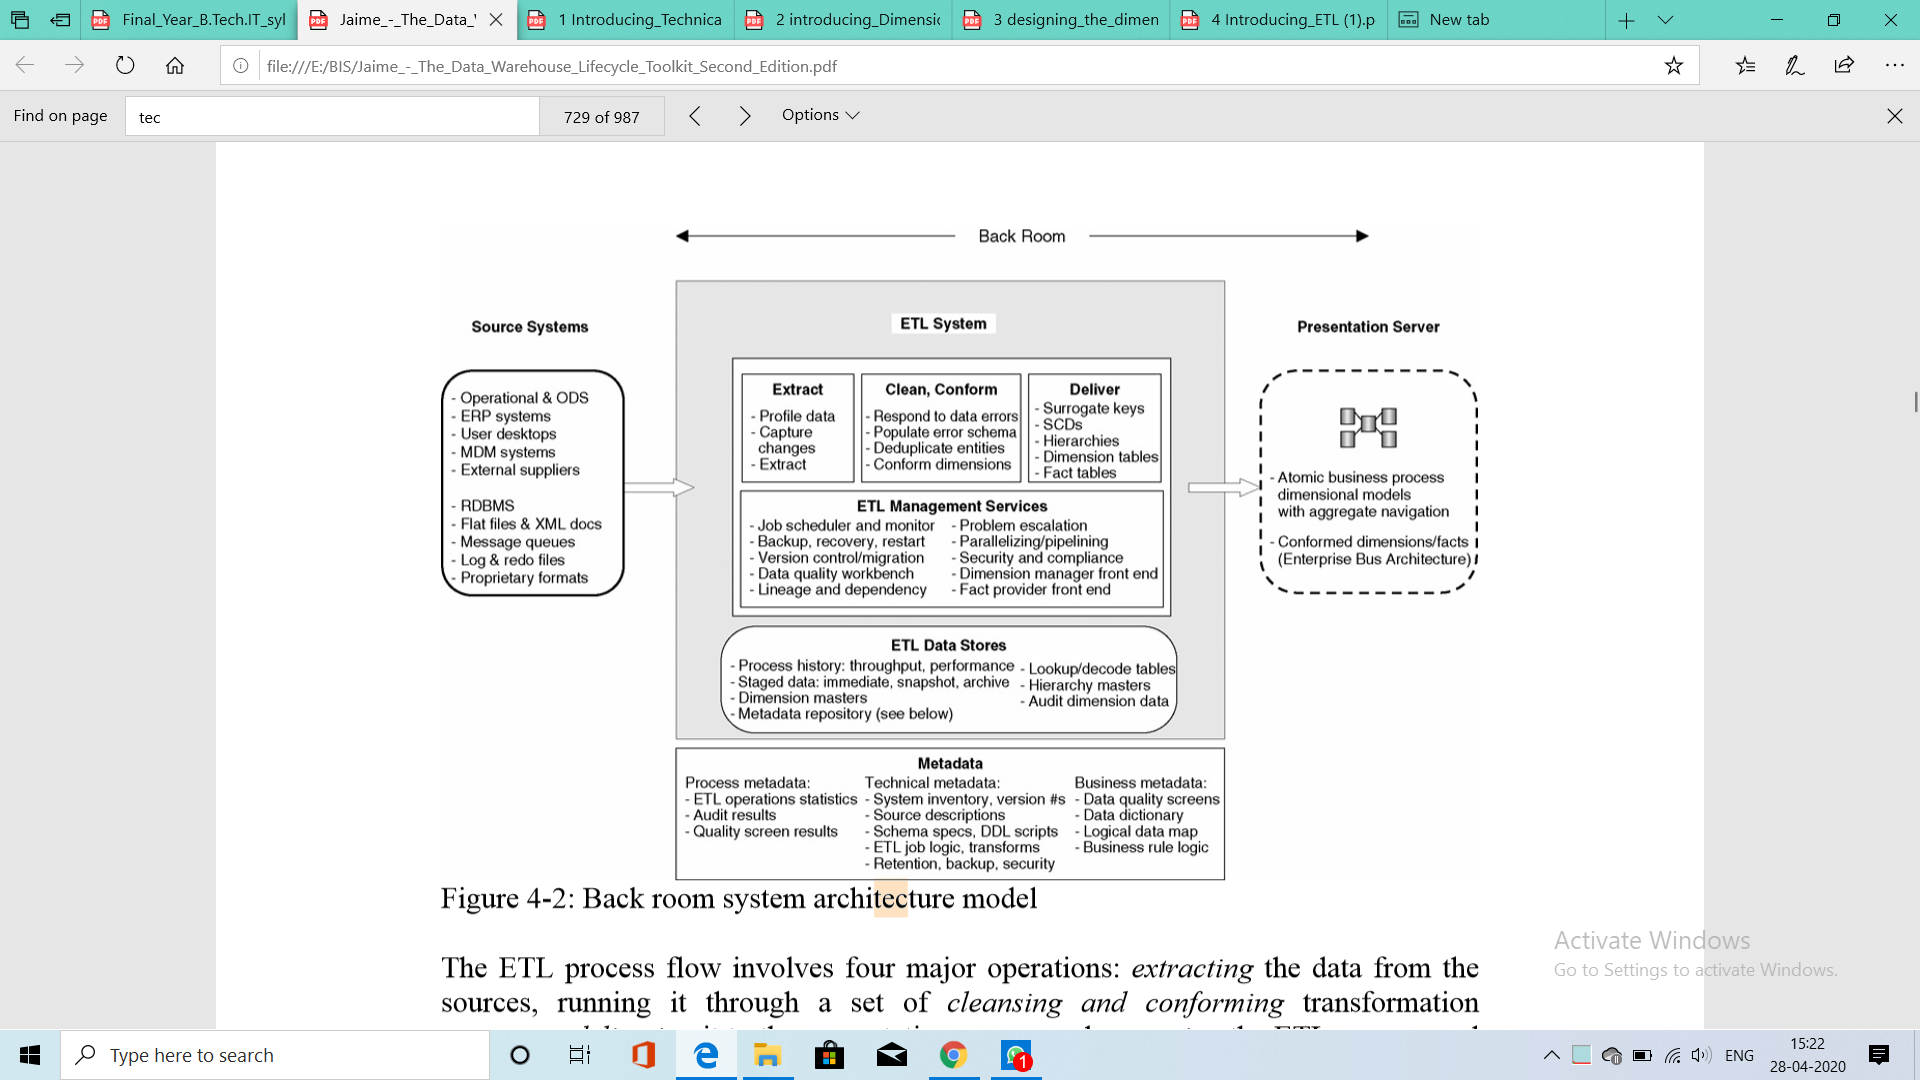 Final_Year_B.Tech.IT_syl
Jaime_-_The_Data_
1 Introducing_Technica
2 introducing_Dimensic
3 designing_the_dimen
4 Introducing_ETL (1).p
New tab
file:///E:/BIS/Jaime_-_The_Data_Warehouse_Lifecycle_Toolkit_Second_Edition.pdf
Find on page
tec
729 of 987
Options
Back Room
Source Systems
- Operational & ODS
- ERP systems
- User desktops
- MDM systems
- External suppliers
- RDBMS
- Flat files & XML docs
- Message queues
- Log & redo files
- Proprietary formats
ETL System
Extract
- Profile data
- Capture
changes
- Extract
Clean, Conform
- Respond to data errors
- Populate error schema
- Deduplicate entities
- Conform dimensions
Deliver
- Surrogate keys
- SCDs
- Hierarchies
- Dimension tables
- Fact tables
ETL Management Services
- Job scheduler and monitor
- Backup, recovery, restart
- Version control/migration
- Data quality workbench
- Lineage and dependency
- Problem escalation
- Parallelizing/pipelining
- Security and compliance
- Dimension manager front end
- Fact provider front end
ETL Data Stores
- Process history: throughput, performance
- Staged data: immediate, snapshot, archive
- Dimension masters
- Metadata repository (see below)
- Lookup/decode tables
- Hierarchy masters
- Audit dimension data
Presentation Server
- Atomic business process
dimensional models
with aggregate navigation
- Conformed dimensions/facts
(Enterprise Bus Architecture)
Metadata
Process metadata:
- ETL operations statistics
- Audit results
- Quality screen results
Technical metadata:
- System inventory, version #s
- Source descriptions
- Schema specs, DDL scripts
- ETL job logic, transforms
- Retention, backup, security
Business metadata:
- Data quality screens
- Data dictionary
- Logical data map
- Business rule logic
Figure 4-2: Back room system architecture model
The ETL process flow involves four major operations: extracting the data from the
sources, running it through a set of cleansing and conforming transformation
Activate Windows
Go to Settings to activate Windows.
Type here to search
1
ENG
15:22
28-04-2020